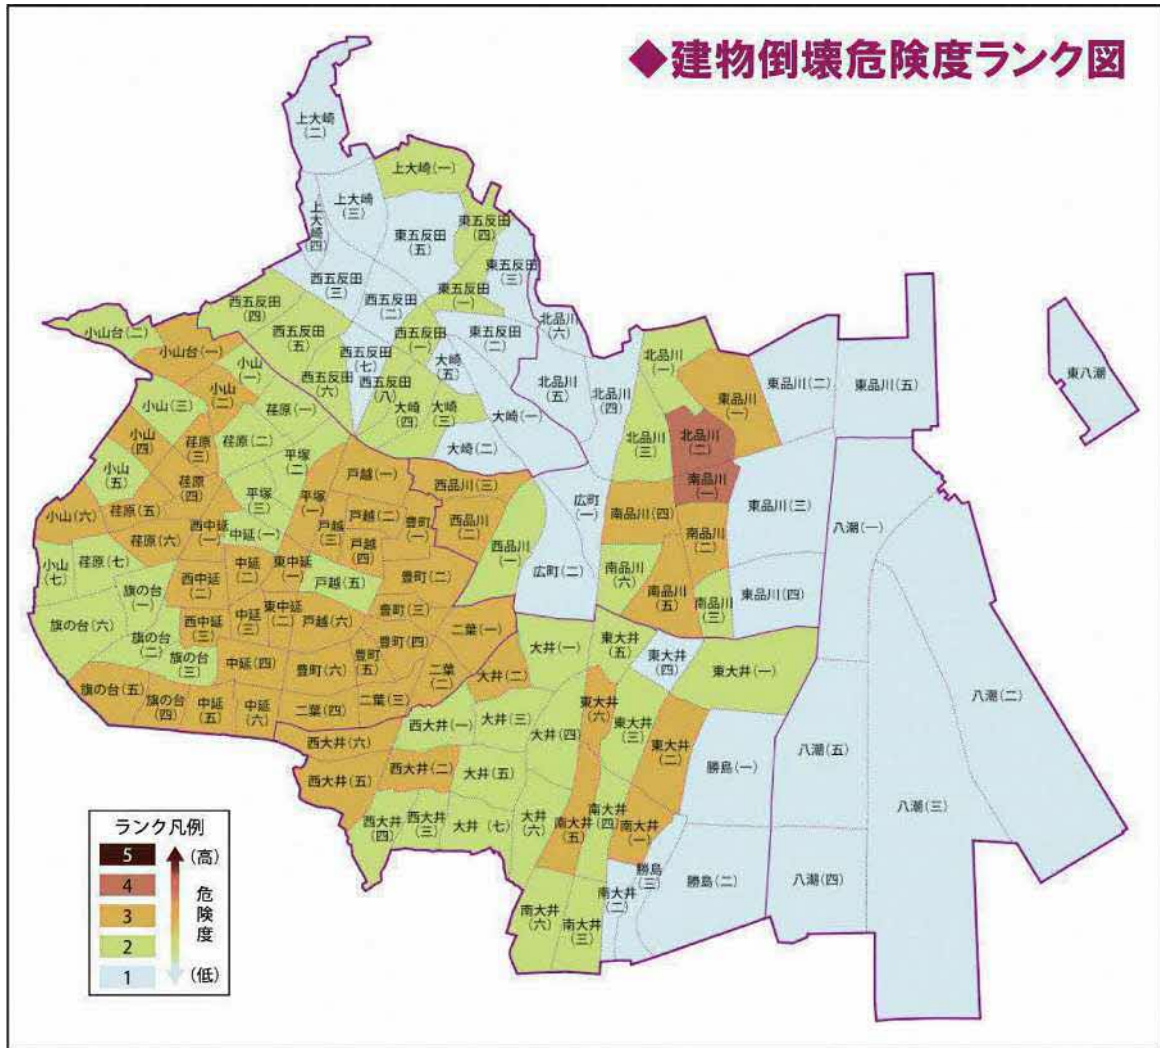 ◆建物倒壊危険度ランク図
上大崎
(二)
上大崎(一)
上大崎
(三)
上大崎
(四)
東五反田
(四)
東五反田
(五)
東五反田
(三)
西五反田
(三)
東五反田
(一)
西五反田
(二)
西五反田
(四)
西五反田
(五)
西五反田
(一)
東五反田
(二)
北品川
(六)
小山台(二)
小山台(一)
西五反田
(七)
大崎
(五)
北品川
(一)
小山
(一)
西五反田
(六)
西五反田
(八)
北品川
(五)
北品川
(四)
東品川
(一)
東品川(二)
東品川(五)
東八潮
小山
(二)
小山(三)
荏原(一)
大崎
(四)
大崎
(三)
大崎(一)
小山
(四)
荏原
(三)
荏原(二)
平塚
(二)
大崎(二)
北品川
(三)
北品川
(二)
小山
(五)
荏原
(四)
平塚
(三)
平塚
(一)
戸越(一)
西品川(三)
広町
(一)
南品川
(一)
小山(六)
荏原(五)
西中延
(一)
中延(一)
戸越
(三)
戸越(二)
豊町
(一)
西品川
(二)
南品川(四)
東品川(三)
荏原(六)
戸越
(四)
西品川
(一)
南品川
(二)
八潮(一)
小山
(七)
荏原(七)
中延
(二)
東中延
(一)
豊町(二)
広町(二)
南品川
(六)
旗の台
(一)
西中延
(二)
戸越(五)
南品川
(五)
南品川
(三)
東品川(四)
旗の台(六)
西中延
(三)
中延
(三)
東中延
(二)
戸越(六)
豊町(三)
二葉(一)
旗の台
(二)
豊町(四)
大井(一)
東大井
(五)
東大井
(四)
旗の台
(三)
中延(四)
豊町(六)
豊町
(五)
二葉
(二)
大井(二)
東大井(一)
旗の台(五)
旗の台
(四)
中延
(五)
中延
(六)
二葉(四)
二葉(三)
西大井(一)
大井(三)
大井(四)
東大井
(六)
東大井
(三)
八潮(二)
西大井(六)
東大井
(二)
八潮(五)
西大井(五)
西大井(二)
大井(五)
勝島(一)
八潮(三)
西大井
(四)
西大井
(三)
大井(七)
大井
(六)
南大井
(五)
南大井
(四)
南大井
(一)
勝島
(三)
勝島(二)
八潮(四)
南大井
(二)
南大井
(六)
南大井
(三)
ランク凡例
5
4
3
2
1
(高)
危険度
(低)